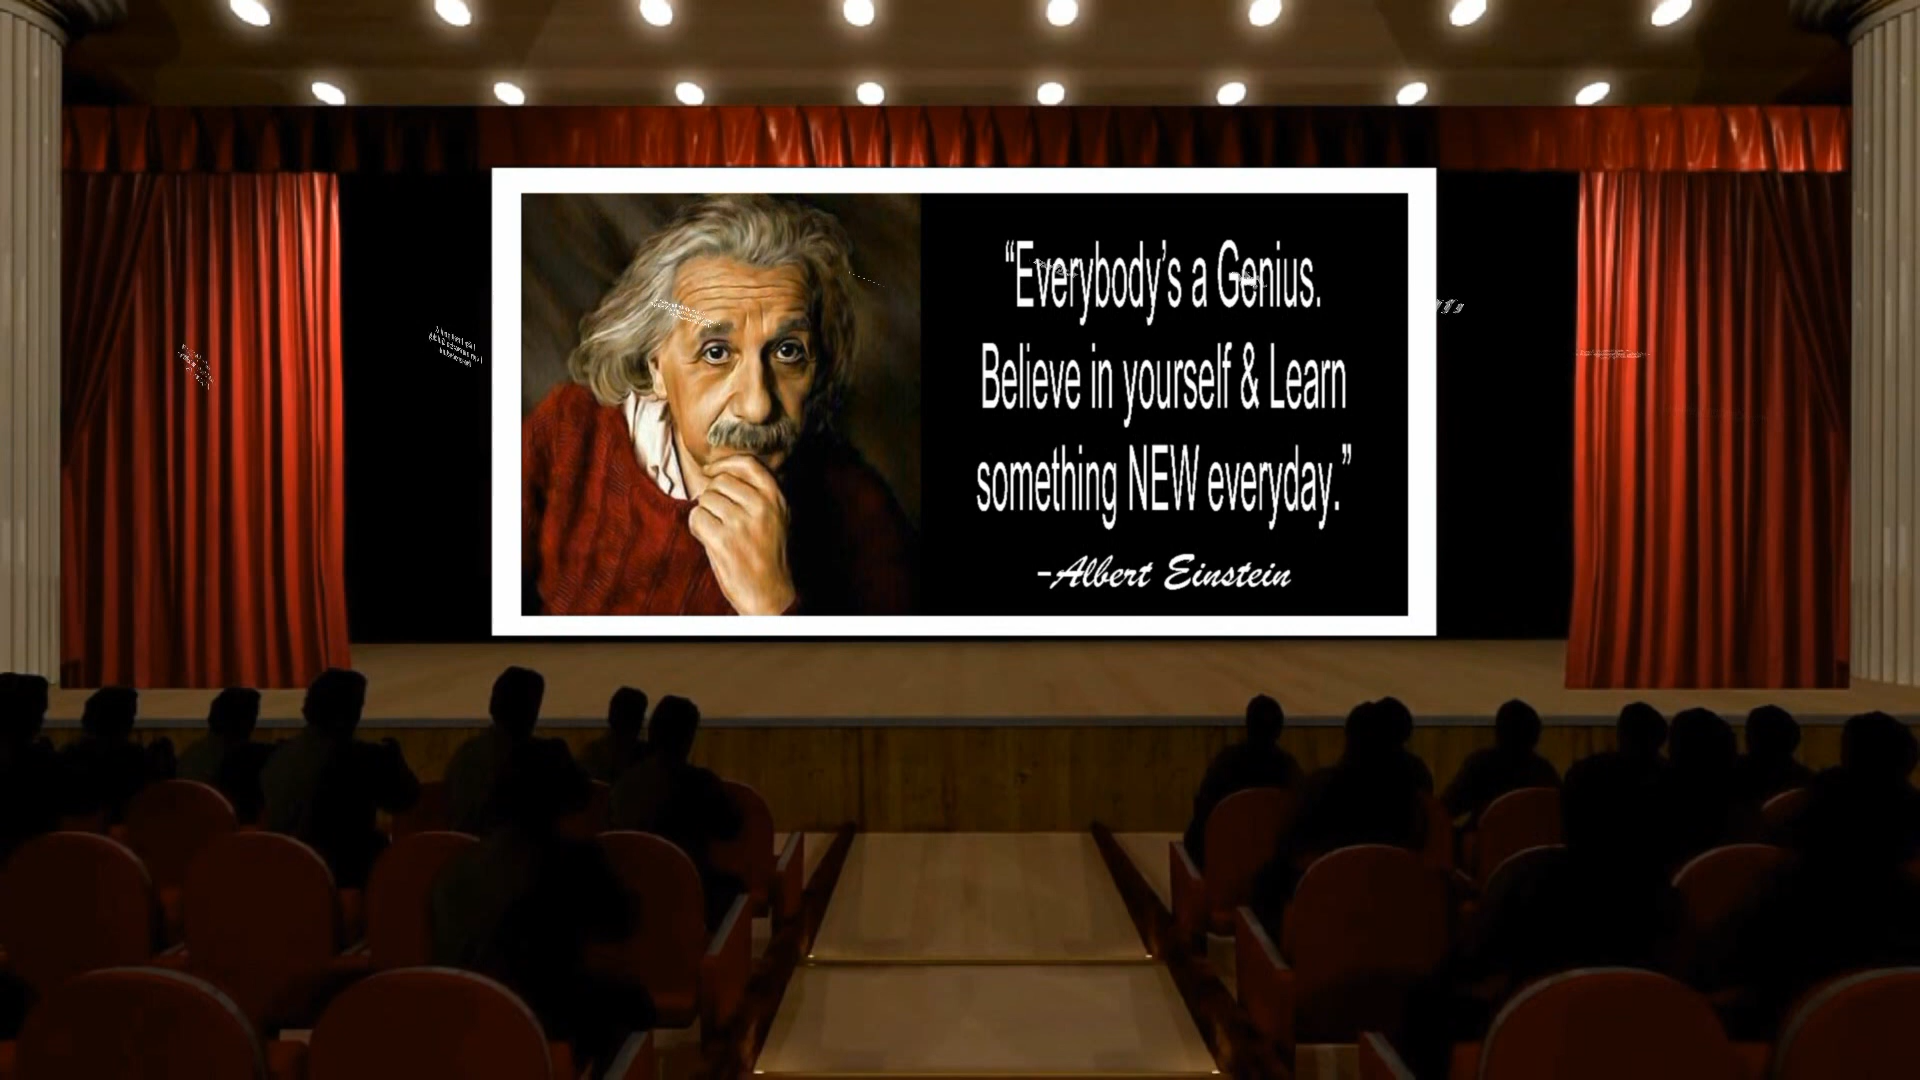 “Everybody’s a Genius.
Believe in yourself & Learn
something NEW everyday.”
-Albert Einstein